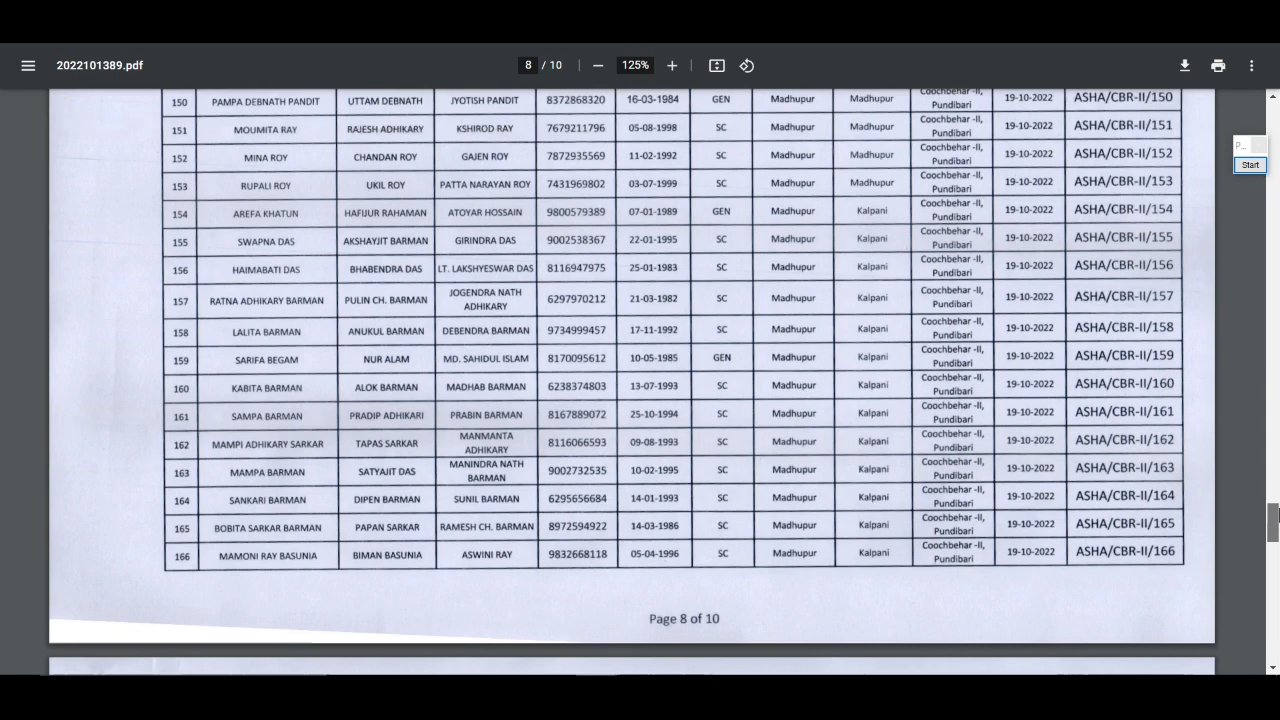 2022101389.pdf
8 / 10
125%
P...
Start
150 PAMPA DEBNATH PANDIT UTTAM DEBNATH JYOTISH PANDIT 8372868320 16-03-1984 GEN Madhupur Madhupur Coochbehar -II, Pundibari 19-10-2022 ASHA/CBR-II/150
151 MOUMITA RAY RAJESH ADHIKARY KSHIROD RAY 7679211796 05-08-1998 SC Madhupur Madhupur Coochbehar -II, Pundibari 19-10-2022 ASHA/CBR-II/151
152 MINA ROY CHANDAN ROY GAJEN ROY 7872935569 11-02-1992 SC Madhupur Madhupur Coochbehar -II, Pundibari 19-10-2022 ASHA/CBR-II/152
153 RUPALI ROY UKIL ROY PATTA NARAYAN ROY 7431969802 03-07-1999 SC Madhupur Madhupur Coochbehar -II, Pundibari 19-10-2022 ASHA/CBR-II/153
154 AREFA KHATUN HAFIJUR RAHAMAN ATOYAR HOSSAIN 9800579389 07-01-1989 GEN Madhupur Kalpani Coochbehar -II, Pundibari 19-10-2022 ASHA/CBR-II/154
155 SWAPNA DAS AKSHAYJIT BARMAN GIRINDRA DAS 9002538367 22-01-1995 SC Madhupur Kalpani Coochbehar -II, Pundibari 19-10-2022 ASHA/CBR-II/155
156 HAIMABATI DAS BHABENDRA DAS LT. LAKSHYESWAR DAS 8116947975 25-01-1983 SC Madhupur Kalpani Coochbehar -II, Pundibari 19-10-2022 ASHA/CBR-II/156
157 RATNA ADHIKARY BARMAN PULIN CH. BARMAN JOGENDRA NATH ADHIKARY 6297970212 21-03-1982 SC Madhupur Kalpani Coochbehar -II, Pundibari 19-10-2022 ASHA/CBR-II/157
158 LALITA BARMAN ANUKUL BARMAN DEBENDRA BARMAN 9734999457 17-11-1992 SC Madhupur Kalpani Coochbehar -II, Pundibari 19-10-2022 ASHA/CBR-II/158
159 SARIFA BEGAM NUR ALAM MD. SAHIDUL ISLAM 8170095612 10-05-1985 GEN Madhupur Kalpani Coochbehar -II, Pundibari 19-10-2022 ASHA/CBR-II/159
160 KABITA BARMAN ALOK BARMAN MADHAB BARMAN 6238374803 13-07-1993 SC Madhupur Kalpani Coochbehar -II, Pundibari 19-10-2022 ASHA/CBR-II/160
161 SAMPA BARMAN PRADIP ADHIKARI PRABIN BARMAN 8167889072 25-10-1994 SC Madhupur Kalpani Coochbehar -II, Pundibari 19-10-2022 ASHA/CBR-II/161
162 MAMPI ADHIKARY SARKAR TAPAS SARKAR MANMANTA ADHIKARY 8116066593 09-08-1993 SC Madhupur Kalpani Coochbehar -II, Pundibari 19-10-2022 ASHA/CBR-II/162
163 MAMPA BARMAN SATYAJIT DAS MANINDRA NATH BARMAN 9002732535 10-02-1995 SC Madhupur Kalpani Coochbehar -II, Pundibari 19-10-2022 ASHA/CBR-II/163
164 SANKARI BARMAN DIPEN BARMAN SUNIL BARMAN 6295656684 14-01-1993 SC Madhupur Kalpani Coochbehar -II, Pundibari 19-10-2022 ASHA/CBR-II/164
165 BOBITA SARKAR BARMAN PAPAN SARKAR RAMESH CH. BARMAN 8972594922 14-03-1986 SC Madhupur Kalpani Coochbehar -II, Pundibari 19-10-2022 ASHA/CBR-II/165
166 MAMONI RAY BASUNIA BIMAN BASUNIA ASWINI RAY 9832668118 05-04-1996 SC Madhupur Kalpani Coochbehar -II, Pundibari 19-10-2022 ASHA/CBR-II/166
Page 8 of 10